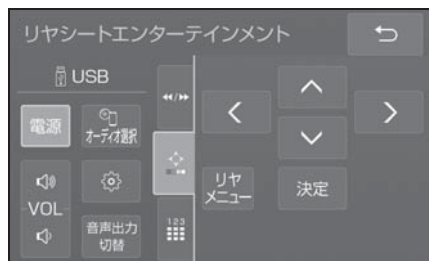 リヤシートエンターテインメント
USB
電源
オーディオ選択
VOL
音声出力
切替
123
リヤ
メニュー
決定